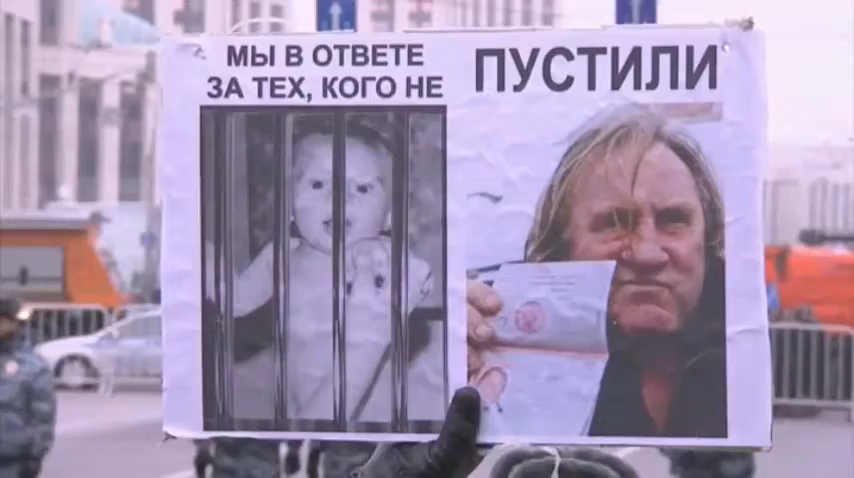 МЫ В ОТВЕТЕ
ЗА ТЕХ, КОГО НЕ
ПУСТИЛИ